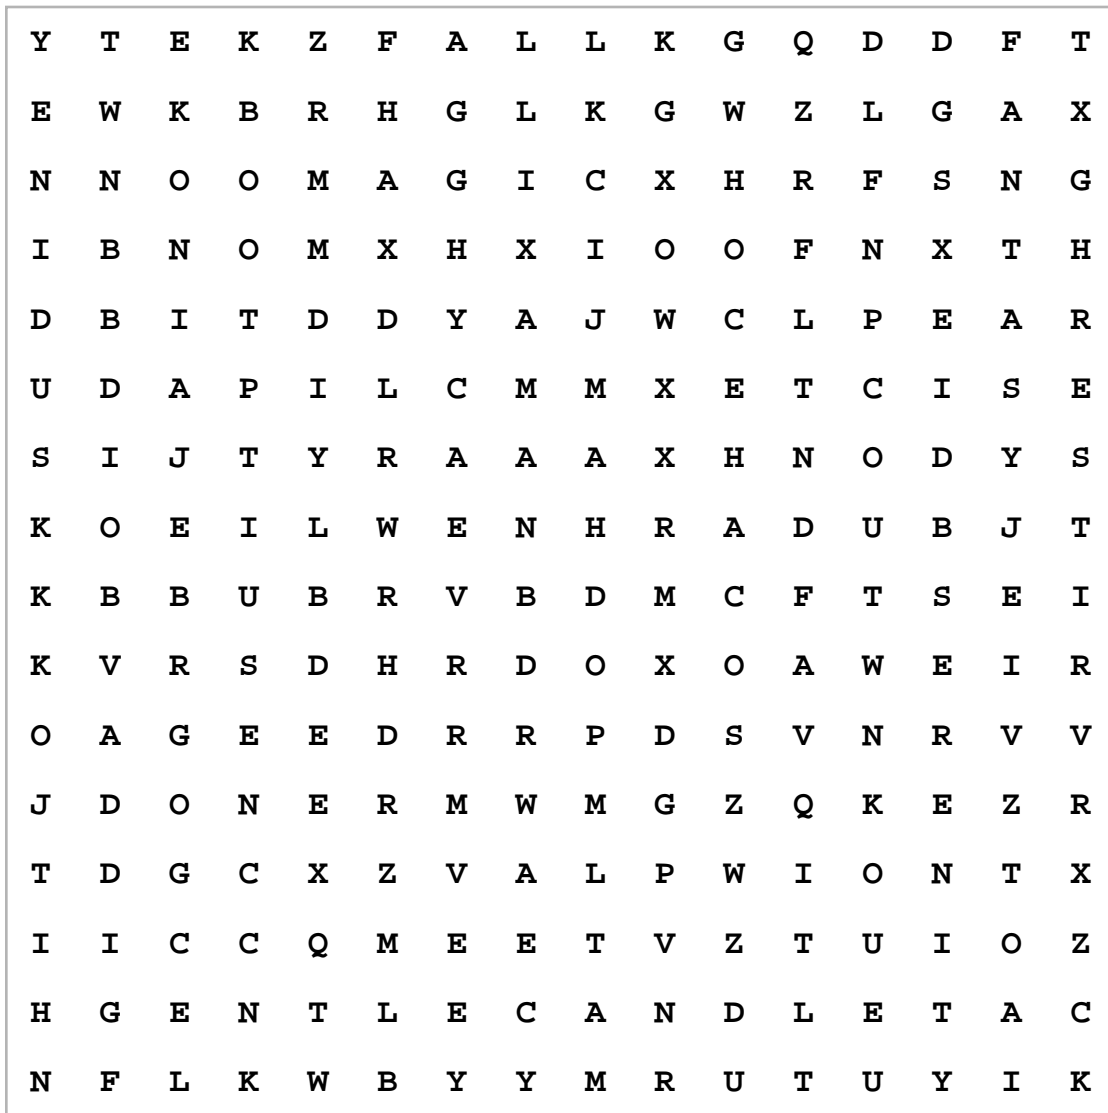 Y T E K Z F A L L K G Q D D F T
E W K B R H G L K G W Z L G A X
N N O O M A G I C X H R F S N G
I B N O M X H X I O O F N X T H
D B I T D D Y A J W C L P E A R
U D A P I L C M M X E T C I S E
S I J T Y R A A A X H N O D Y S
K O E I L W E N H R A D U B J T
K B B U B R V B D M C F T S E I
K V R S D H R D O X O A W E I R
O A G E E D R R P D S V N R V V
J D O N E R M W M G Z Q K E Z R
T D G C X Z V A L P W I O N T X
I I C C Q M E E T V Z T U I O Z
H G E N T L E C A N D L E T A C
N F L K W B Y Y M R U T U Y I K